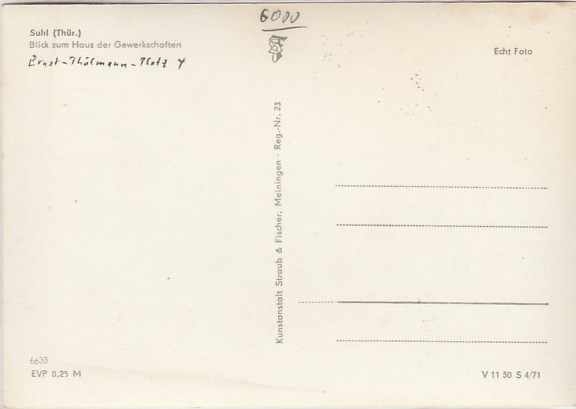 6000
Suhl (Thür.)
Blick zum Haus der Gewerkschaften
Ernst-Thälmann-Platz 4
Echt Foto
Kunstanstalt Straub & Fischer, Meiningen · Reg.-Nr. 23
6633
EVP 0,25 M
V 11 50 S 4/71